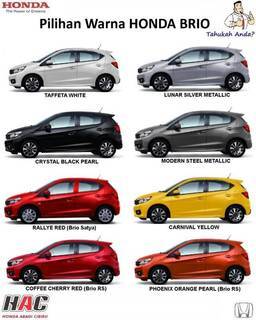 HONDA
The Power of Dreams
Pilihan Warna HONDA BRIO
Tahukah Anda?
TAFFETA WHITE
LUNAR SILVER METALLIC
CRYSTAL BLACK PEARL
MODERN STEEL METALLIC
RALLYE RED (Brio Satya)
CARNIVAL YELLOW
COFFEE CHERRY RED (Brio RS)
PHOENIX ORANGE PEARL (Brio RS)
HAC
HONDA ABADI CIBIRU